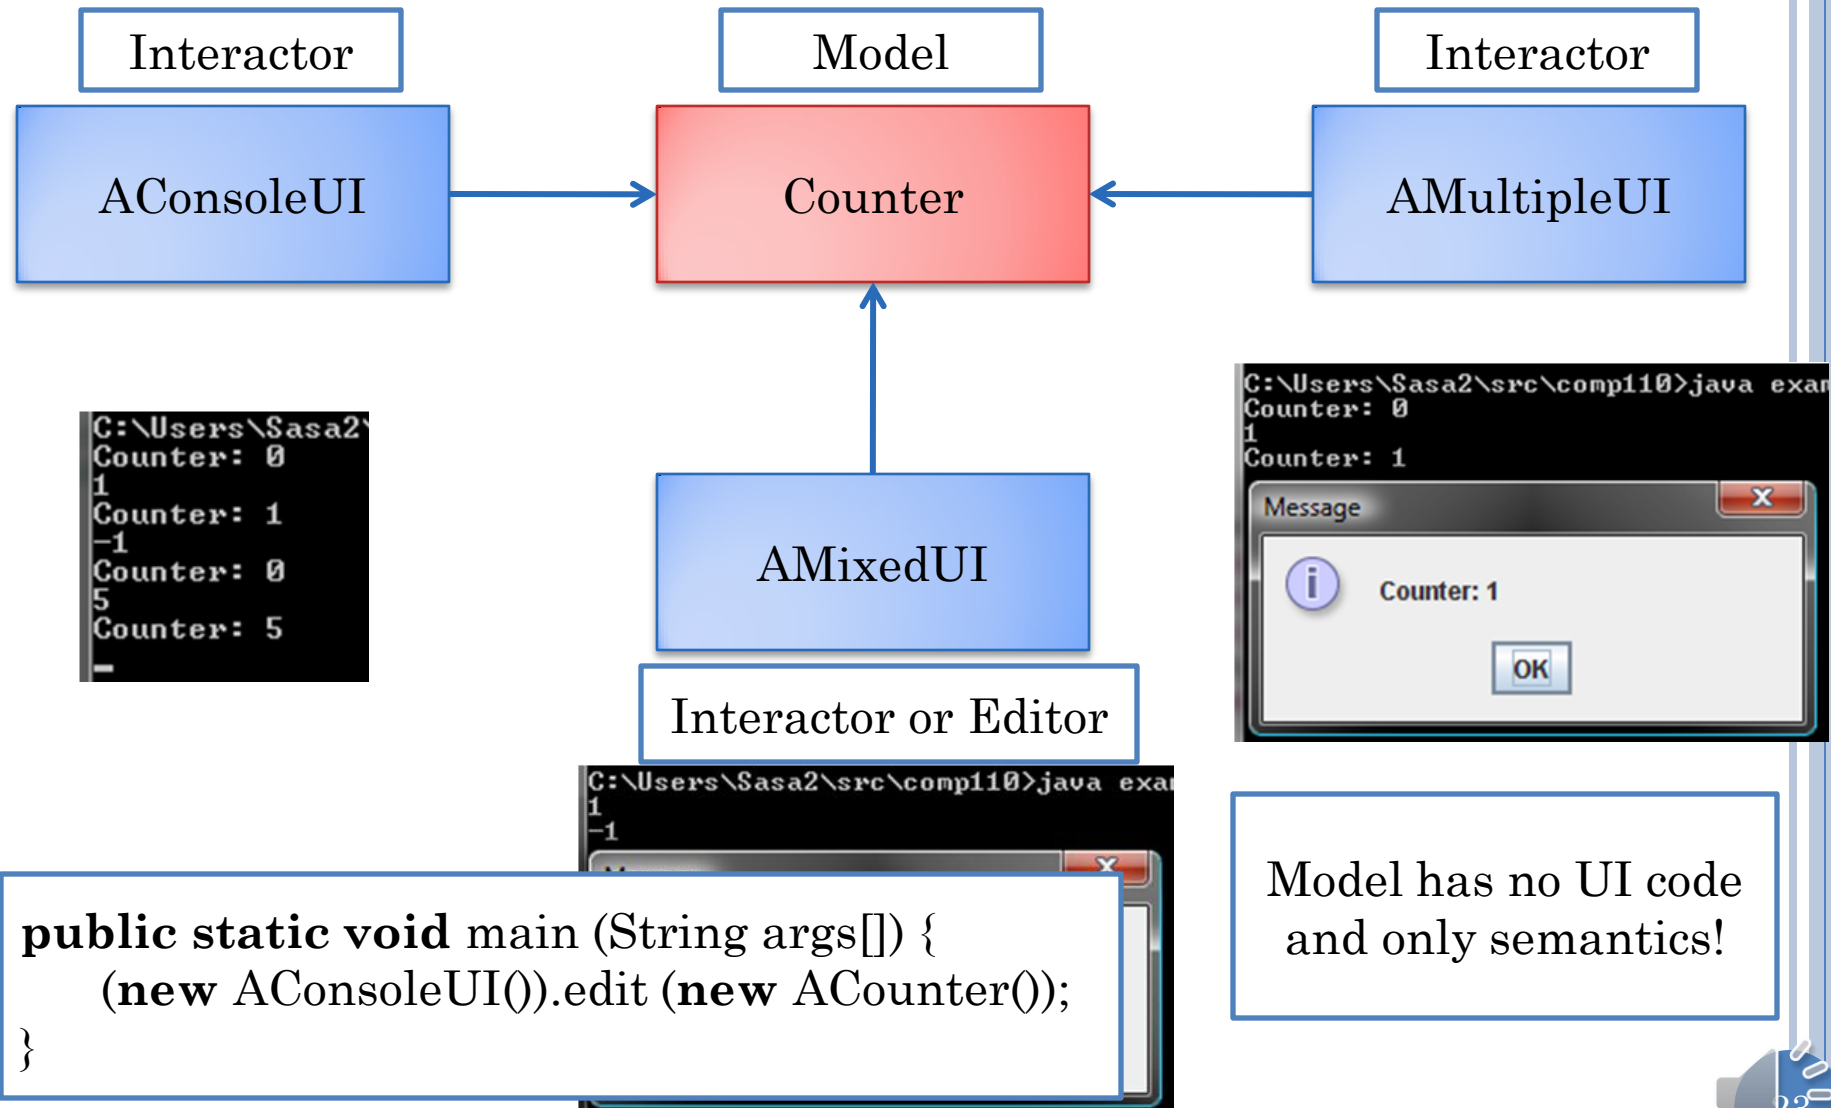 Interactor
Model
Interactor
AConsoleUI
Counter
AMultipleUI
C:\Users\Sasa2\
Counter: 0
1
Counter: 1
-1
Counter: 0
5
Counter: 5
AMixedUI
Interactor or Editor
C:\Users\Sasa2\src\comp110>java exam
Counter: 0
1
Counter: 1
Message
Counter: 1
OK
C:\Users\Sasa2\src\comp110>java exa
1
-1
public static void main (String args[]) {
(new AConsoleUI()).edit (new ACounter());
}
Model has no UI code
and only semantics!